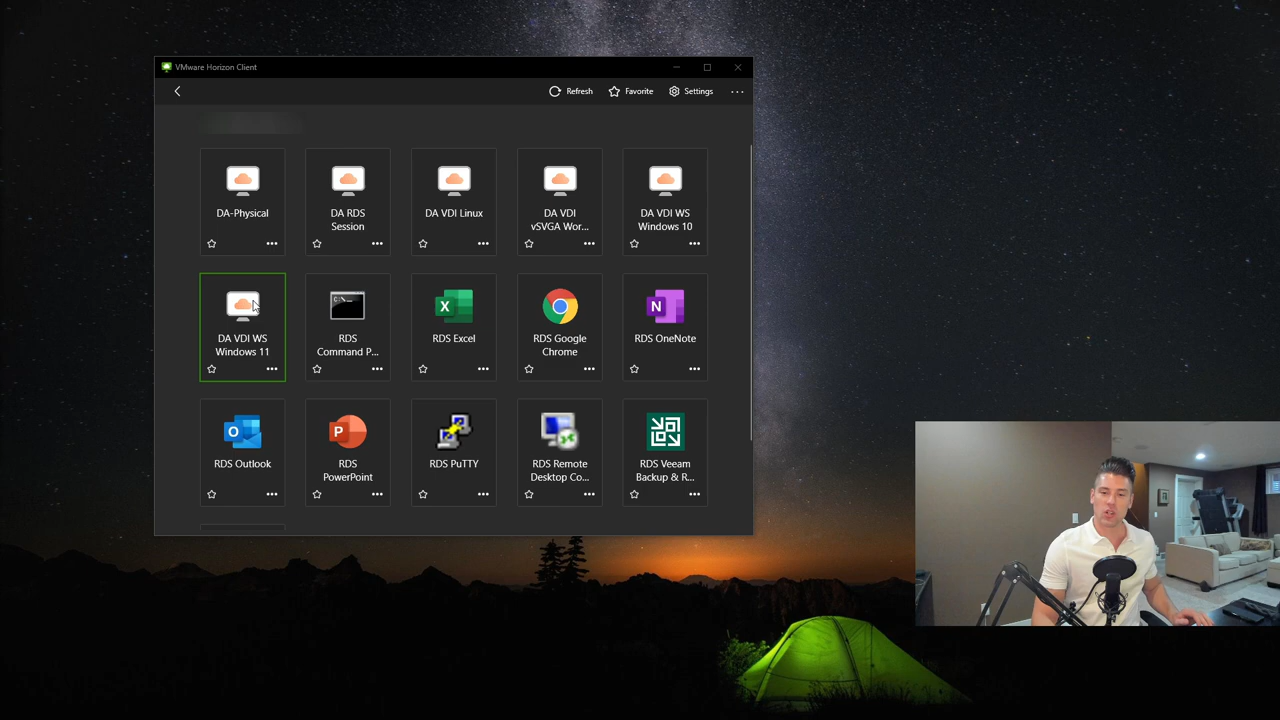 VMware Horizon Client
Refresh
Favorite
Settings
DA-Physical
DA RDS
Session
DA VDI Linux
DA VDI
vSVGA Wor...
DA VDI WS
Windows 10
DA VDI WS
Windows 11
C:\
RDS
Command P...
X
RDS Excel
RDS Google
Chrome
N
RDS OneNote
O
RDS Outlook
P
RDS
PowerPoint
RDS PuTTY
RDS Remote
Desktop Co...
RDS Veeam
Backup & R...